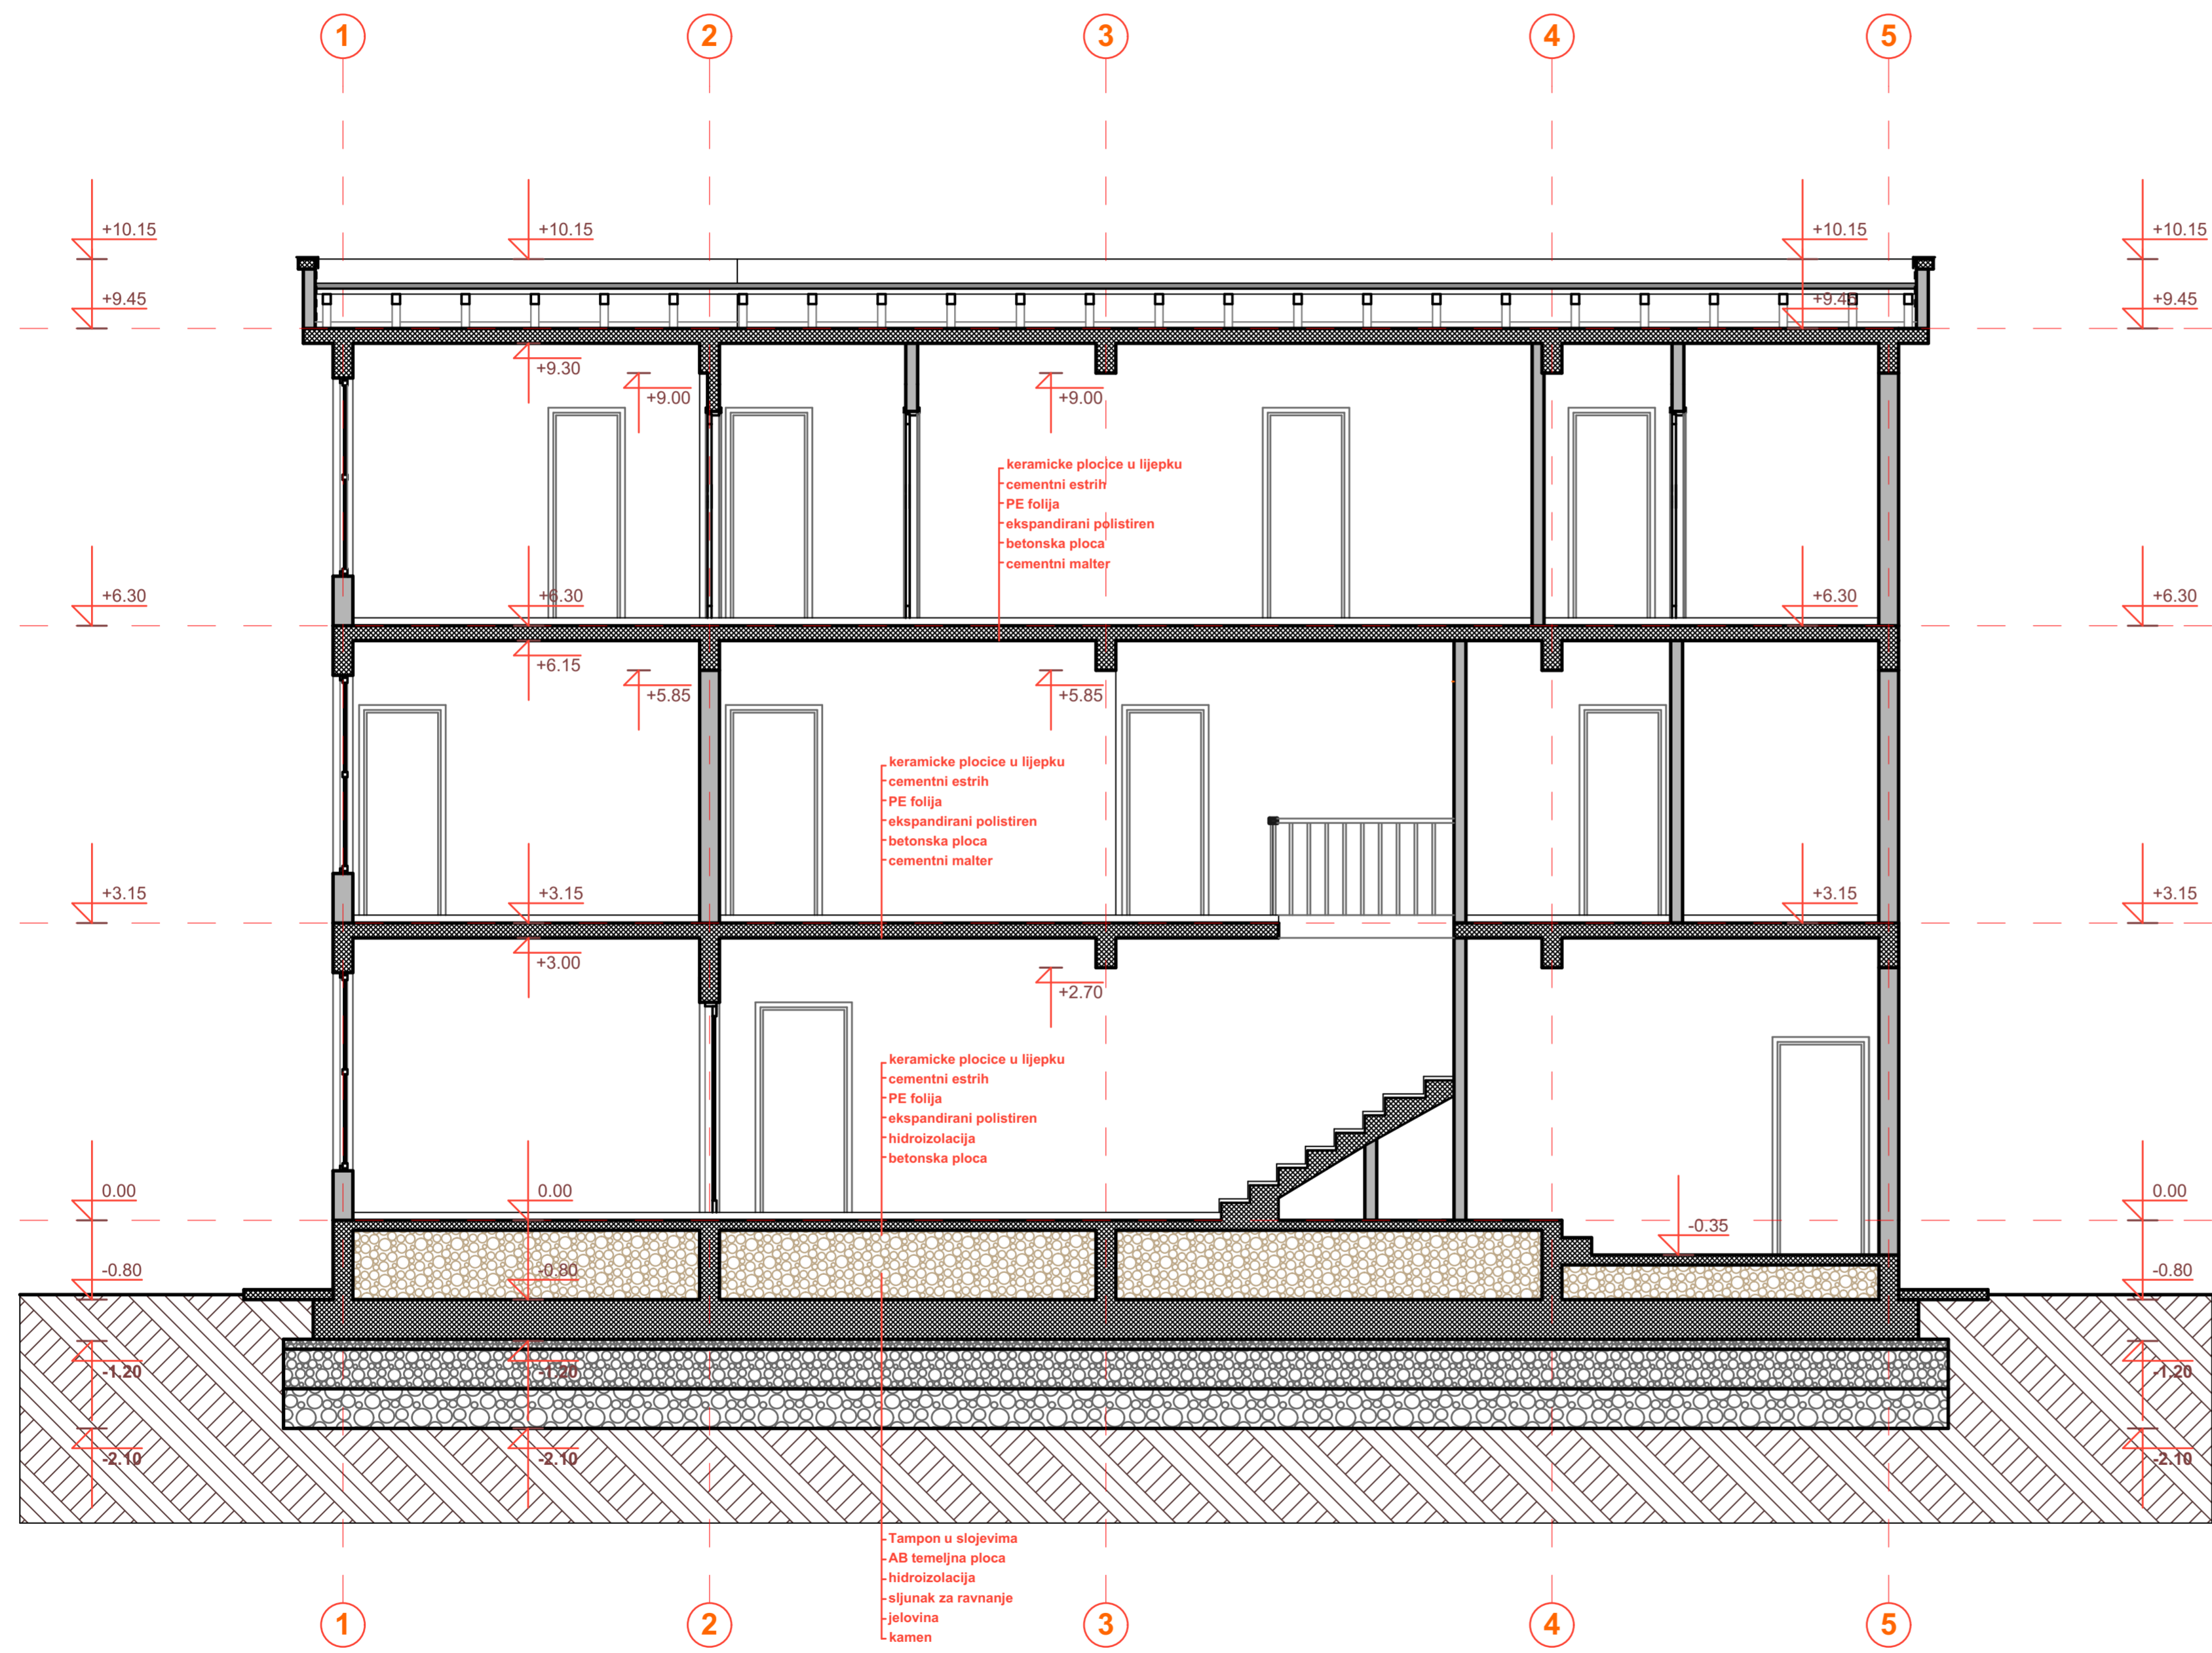 1 2 3 4 5
+10.15 +10.15 +10.15 +10.15
+9.45 +9.45 +9.45
+9.30
+9.00 +9.00
keramicke plocice u lijepku
cementni estrih
PE folija
ekspandirani polistiren
betonska ploca
cementni malter
+6.30 +6.30 +6.30 +6.30
+6.15
+5.85 +5.85
keramicke plocice u lijepku
cementni estrih
PE folija
ekspandirani polistiren
betonska ploca
cementni malter
+3.15 +3.15 +3.15 +3.15
+3.00
+2.70
keramicke plocice u lijepku
cementni estrih
PE folija
ekspandirani polistiren
hidroizolacija
betonska ploca
0.00 0.00 0.00
-0.35
-0.80 -0.80 -0.80
-1.20 -1.20 -1.20
-2.10 -2.10 -2.10
Tampon u slojevima
AB temeljna ploca
hidroizolacija
sljunak za ravnanje
jelovina
kamen
1 2 3 4 5